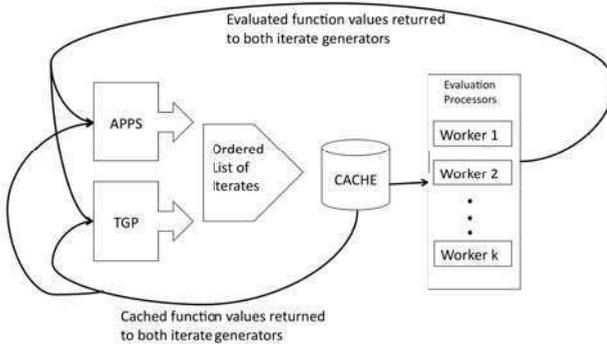 Evaluated function values returred
to both iterate generators
Evaluation
Processors
APPS
Worker 1
Ordered
List of
Iterates
CACHE
Worker 2
TGP
Worker k
Cached function values returned
to both iterate generators